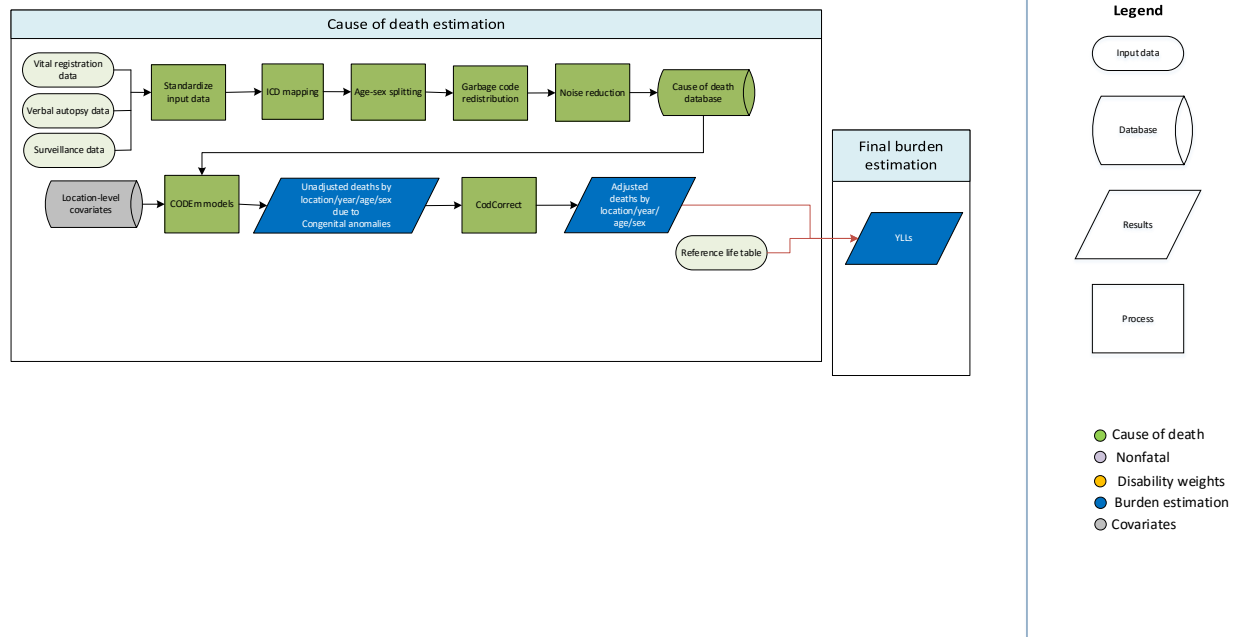 Cause of death estimation
Vital registration
data
Verbal autopsy data
Surveillance data
Standardize
input data
ICD mapping
Age-sex splitting
Garbage code
redistribution
Noise reduction
Cause of death
database
Location-level
covariates
CODEm models
Unadjusted deaths by
location/year/age/sex
due to
Congenital anomalies
CodCorrect
Adjusted
deaths by
location/year/
age/sex
Reference life table
Final burden
estimation
YLLs
Legend
Input data
Database
Results
Process
Cause of death
Nonfatal
Disability weights
Burden estimation
Covariates